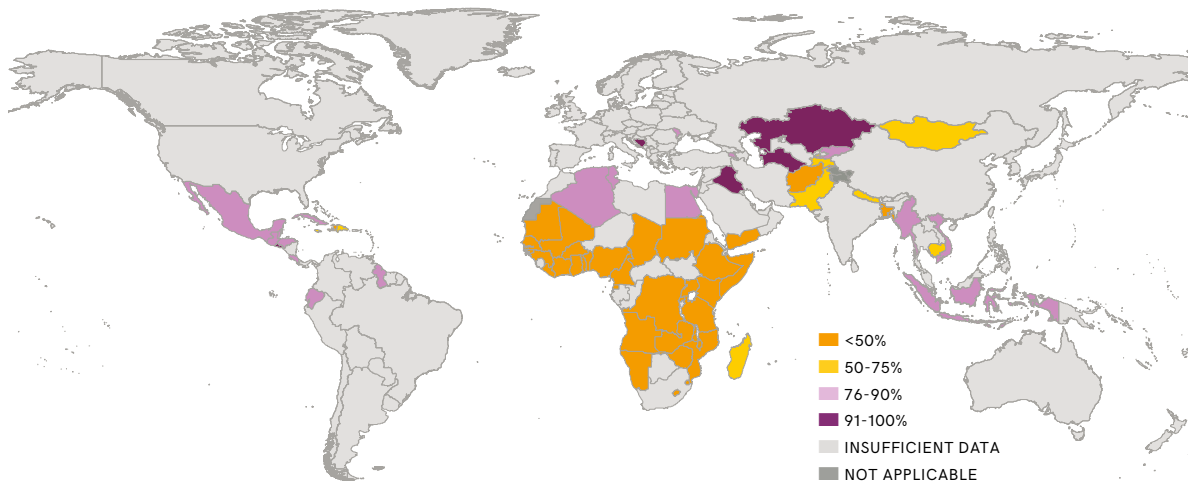 <50%
50-75%
76-90%
91-100%
INSUFFICIENT DATA
NOT APPLICABLE